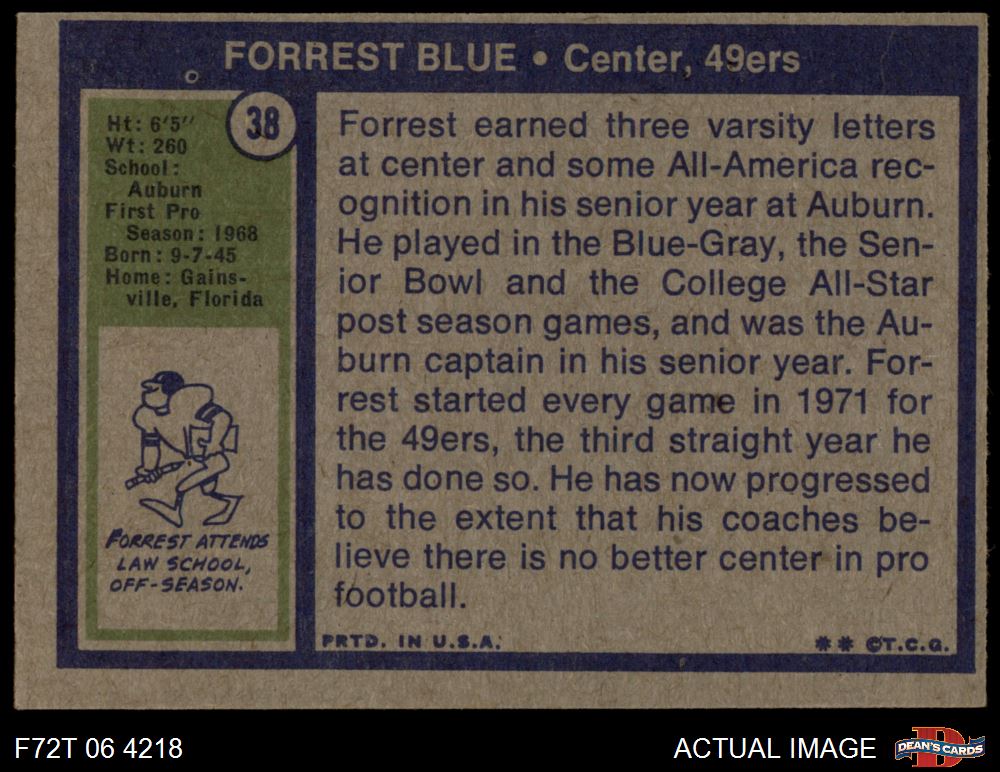 FORREST BLUE • Center, 49ers
38
Ht: 6'5"
Wt: 260
School:
Auburn
First Pro
Season: 1968
Born: 9-7-45
Home: Gains-
ville, Florida
FORREST ATTENDS
LAW SCHOOL,
OFF-SEASON.
Forrest earned three varsity letters
at center and some All-America rec-
ognition in his senior year at Auburn.
He played in the Blue-Gray, the Sen-
ior Bowl and the College All-Star
post season games, and was the Au-
burn captain in his senior year. For-
rest started every game in 1971 for
the 49ers, the third straight year he
has done so. He has now progressed
to the extent that his coaches be-
lieve there is no better center in pro
football.
PRTD. IN U.S.A.
** ©T.C.G.
F72T 06 4218
ACTUAL IMAGE
DEAN'S CARDS